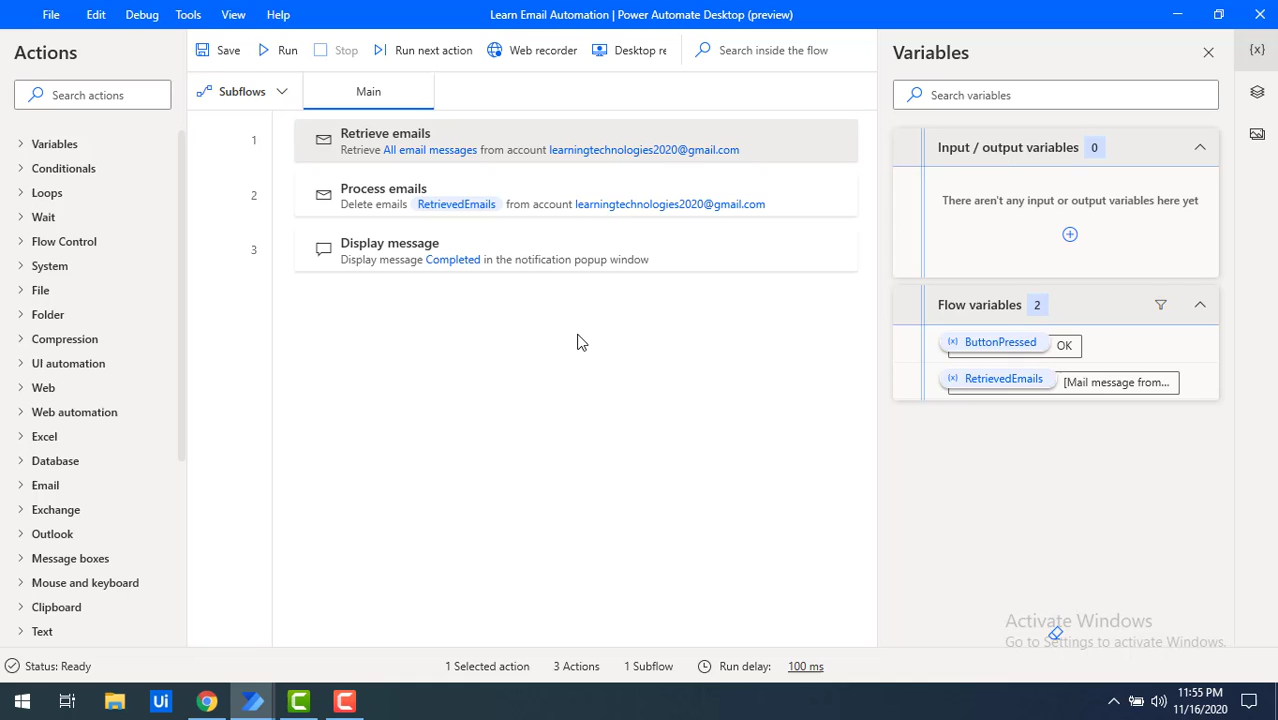 File Edit Debug Tools View Help
Learn Email Automation | Power Automate Desktop (preview)
Actions
Search actions
Variables
Conditionals
Loops
Wait
Flow Control
System
File
Folder
Compression
UI automation
Web
Web automation
Excel
Database
Email
Exchange
Outlook
Message boxes
Mouse and keyboard
Clipboard
Text
Save Run Stop Run next action Web recorder Desktop re Search inside the flow
Subflows Main
1 Retrieve emails
Retrieve All email messages from account learningtechnologies2020@gmail.com
2 Process emails
Delete emails RetrievedEmails from account learningtechnologies2020@gmail.com
3 Display message
Display message Completed in the notification popup window
Variables
{x}
Search variables
Input / output variables 0
There aren't any input or output variables here yet
Flow variables 2
(x) ButtonPressed OK
(x) RetrievedEmails [Mail message from...
Activate Windows
Go to Settings to activate Windows.
Status: Ready 1 Selected action 3 Actions 1 Subflow Run delay: 100 ms
Ui
11:55 PM
11/16/2020